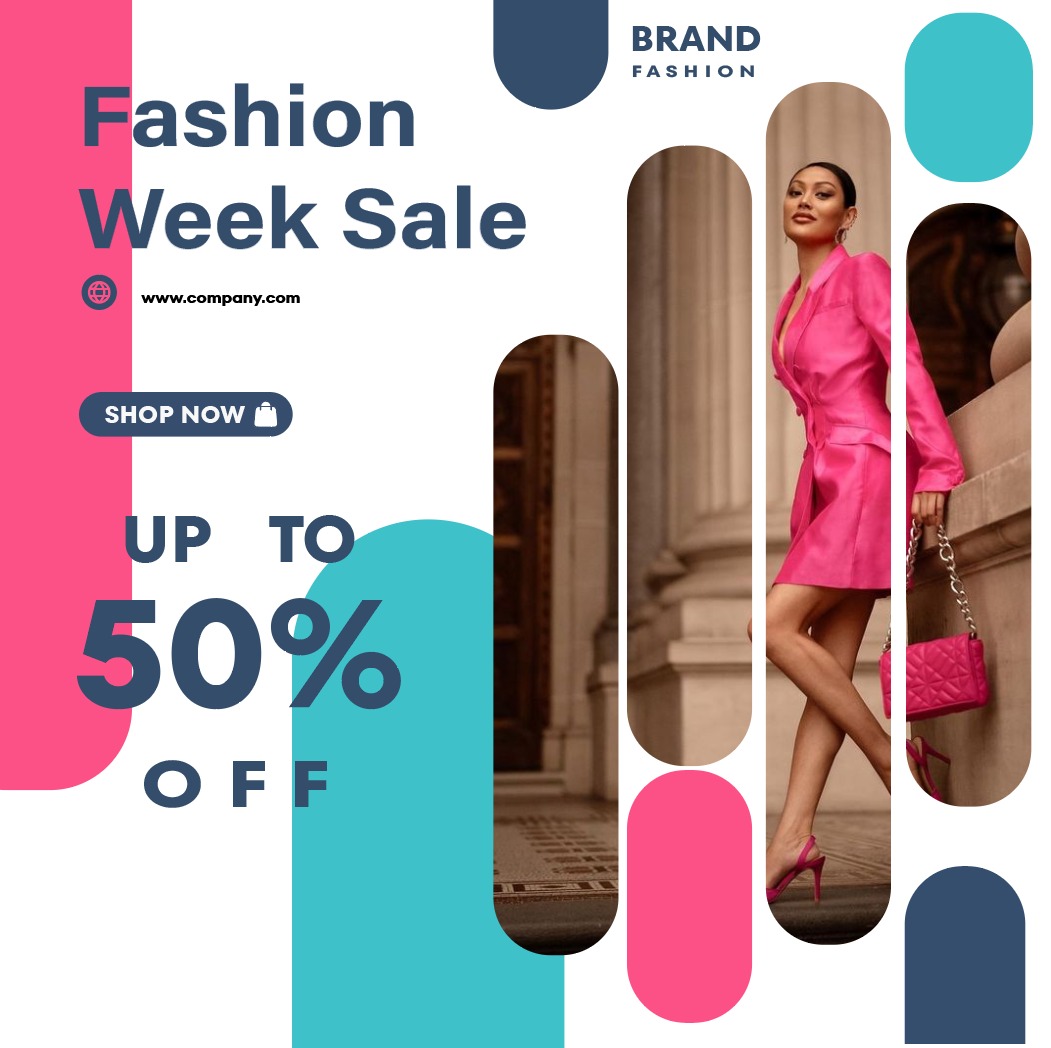 BRAND
FASHION
Fashion
Week Sale
www.company.com
SHOP NOW
UP TO
50%
OFF